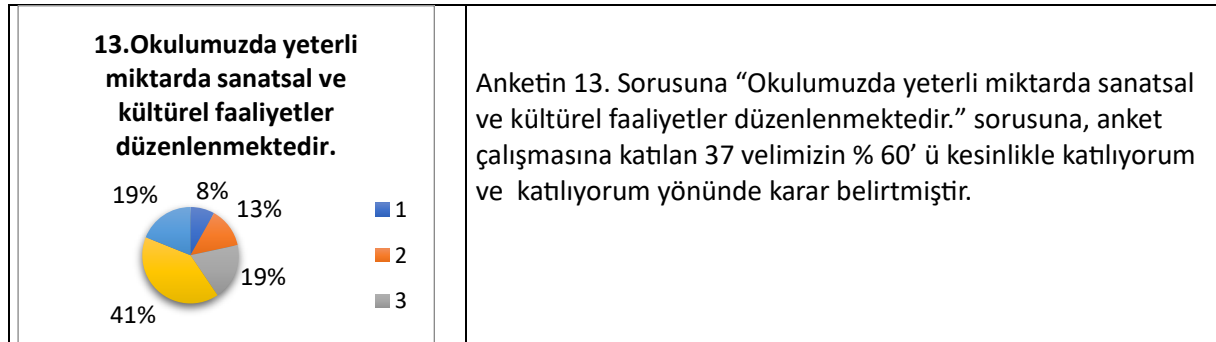 13.Okulumuzda yeterli
miktarda sanatsal ve
kültürel faaliyetler
düzenlenmektedir.
19%
8%
13%
19%
41%
1
2
3
Anketin 13. Sorusuna “Okulumuzda yeterli miktarda sanatsal
ve kültürel faaliyetler düzenlenmektedir.” sorusuna, anket
çalışmasına katılan 37 velimizin % 60’ ü kesinlikle katılıyorum
ve  katılıyorum yönünde karar belirtmiştir.